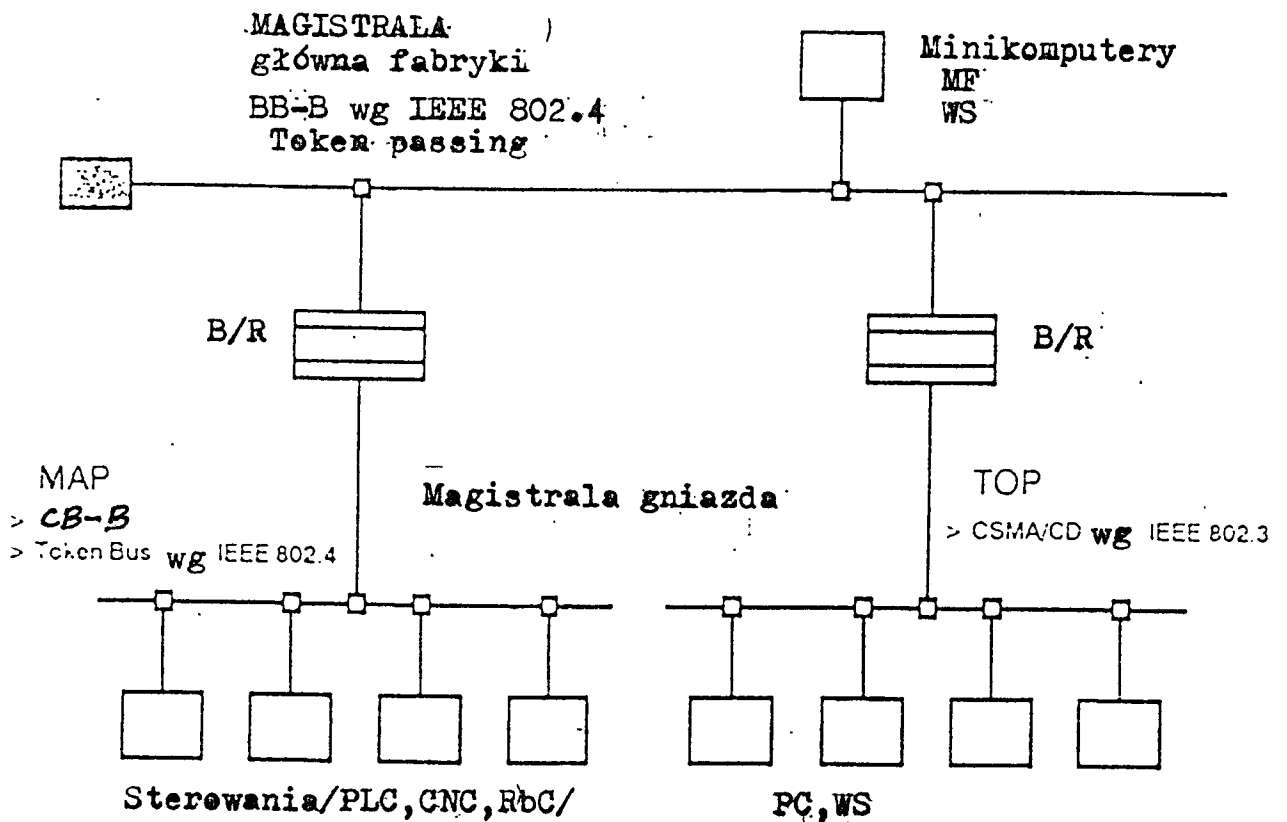 MAGISTRALA
główna fabryki
BB-B wg IEEE 802.4
Token passing
Minikomputery
MF
WS
B/R
B/R
MAP
> CB-B
> Token Bus wg IEEE 802.4
Magistrala gniazda
TOP
> CSMA/CD wg IEEE 802.3
Sterowania/PLC,CNC,RbC/
PC,WS